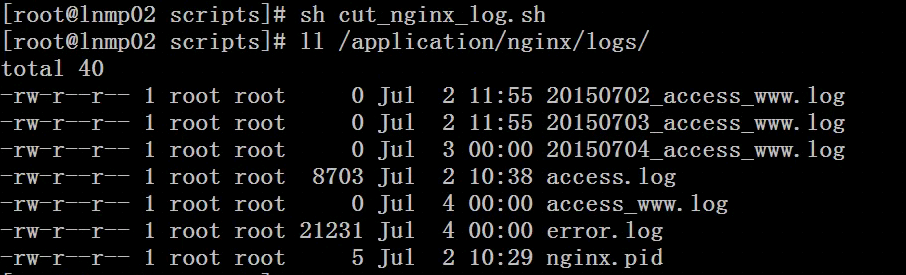 [root@lnmp02 scripts]# sh cut_nginx_log.sh
[root@lnmp02 scripts]# ll /application/nginx/logs/
total 40
-rw-r--r-- 1 root root     0 Jul  2 11:55 20150702_access_www.log
-rw-r--r-- 1 root root     0 Jul  2 11:55 20150703_access_www.log
-rw-r--r-- 1 root root     0 Jul  3 00:00 20150704_access_www.log
-rw-r--r-- 1 root root  8703 Jul  2 10:38 access.log
-rw-r--r-- 1 root root     0 Jul  4 00:00 access_www.log
-rw-r--r-- 1 root root 21231 Jul  4 00:00 error.log
-rw-r--r-- 1 root root     5 Jul  2 10:29 nginx.pid